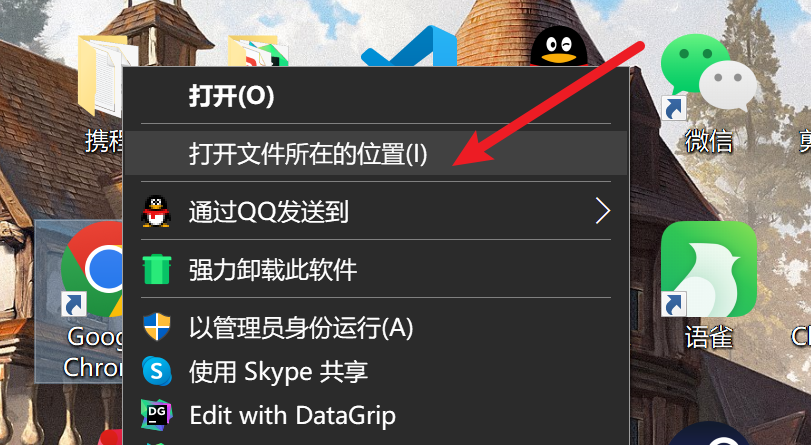 携程
打开(O)
打开文件所在的位置(I)
微信
通过QQ发送到
强力卸载此软件
以管理员身份运行(A)
Goog
Chrom
语雀
使用 Skype 共享
DG
Edit with DataGrip